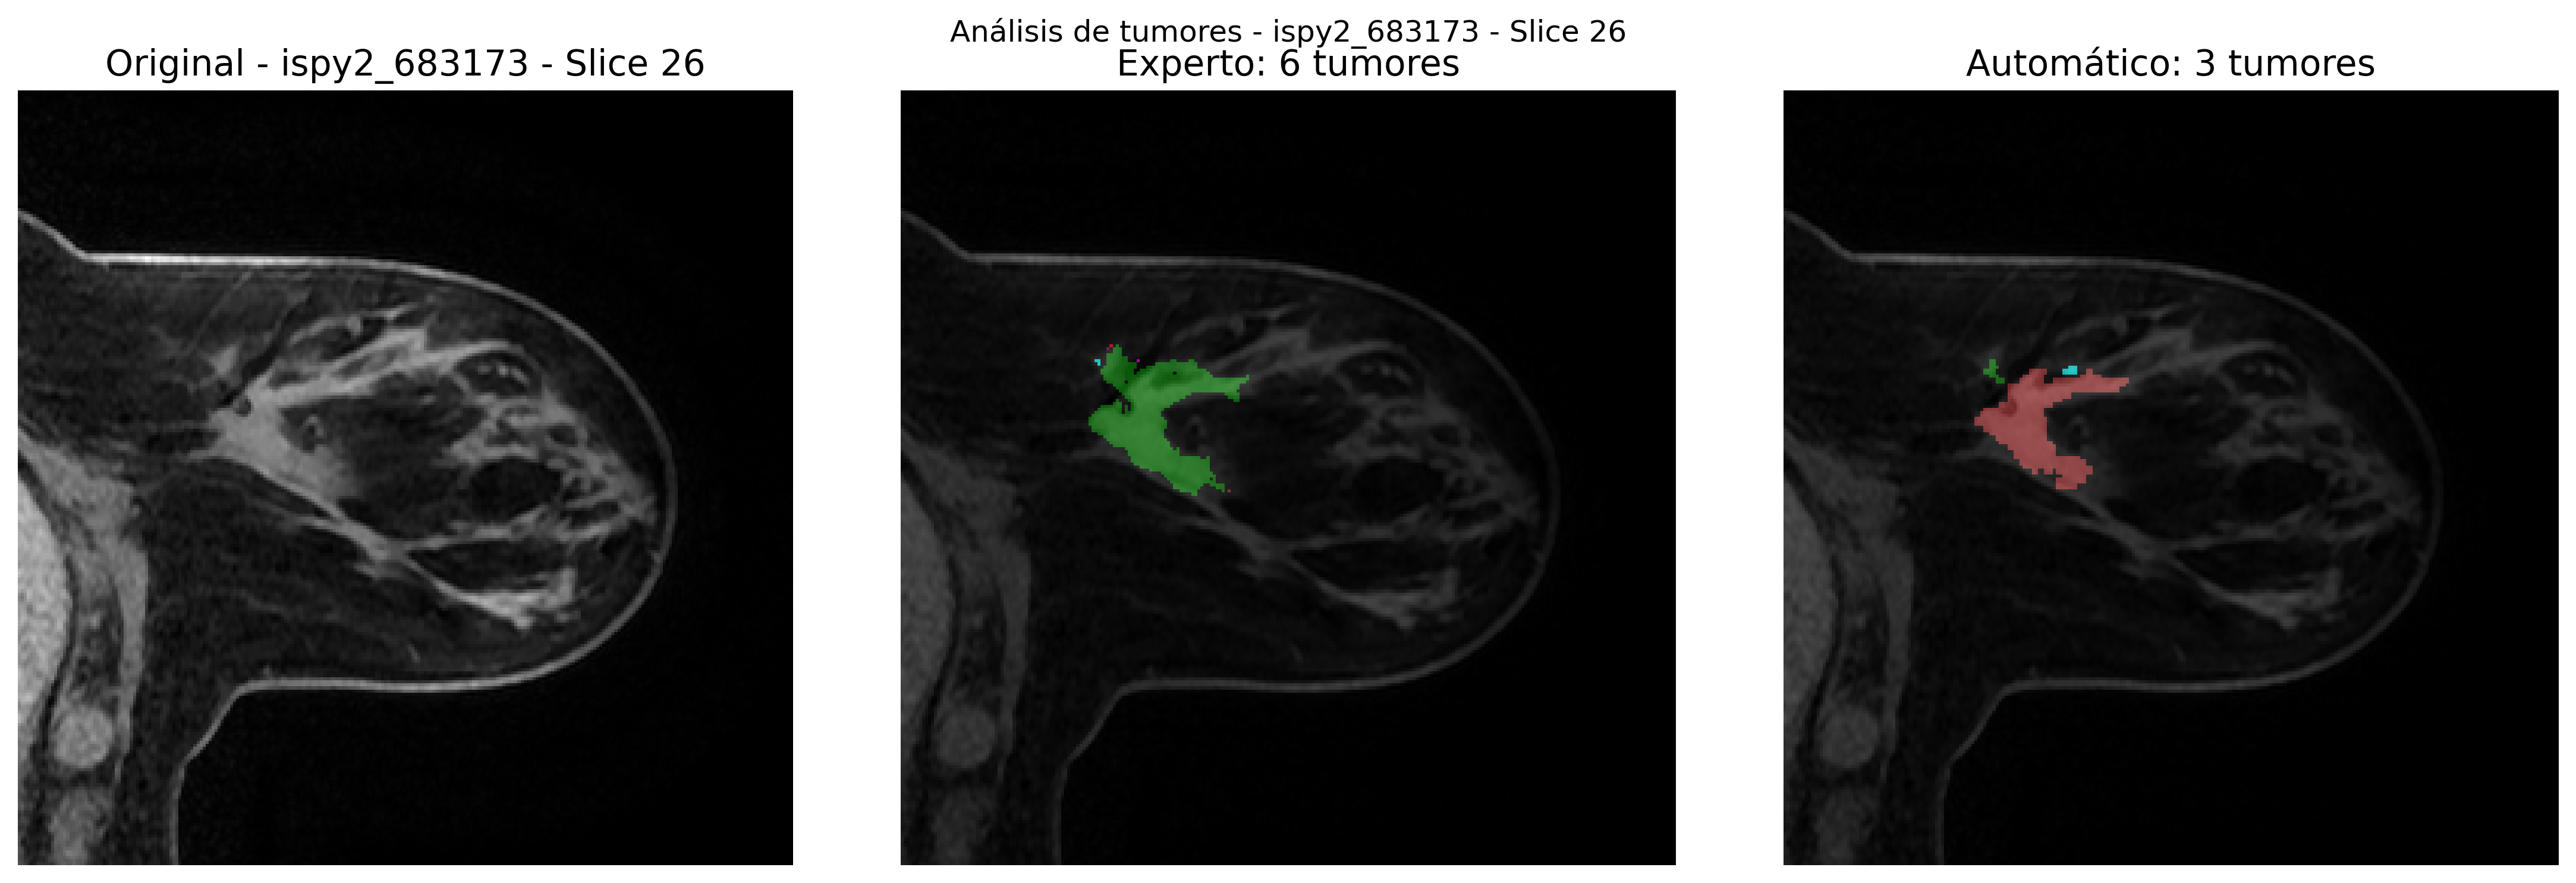 Análisis de tumores - ispy2_683173 - Slice 26
Original - ispy2_683173 - Slice 26
Experto: 6 tumores
Automático: 3 tumores